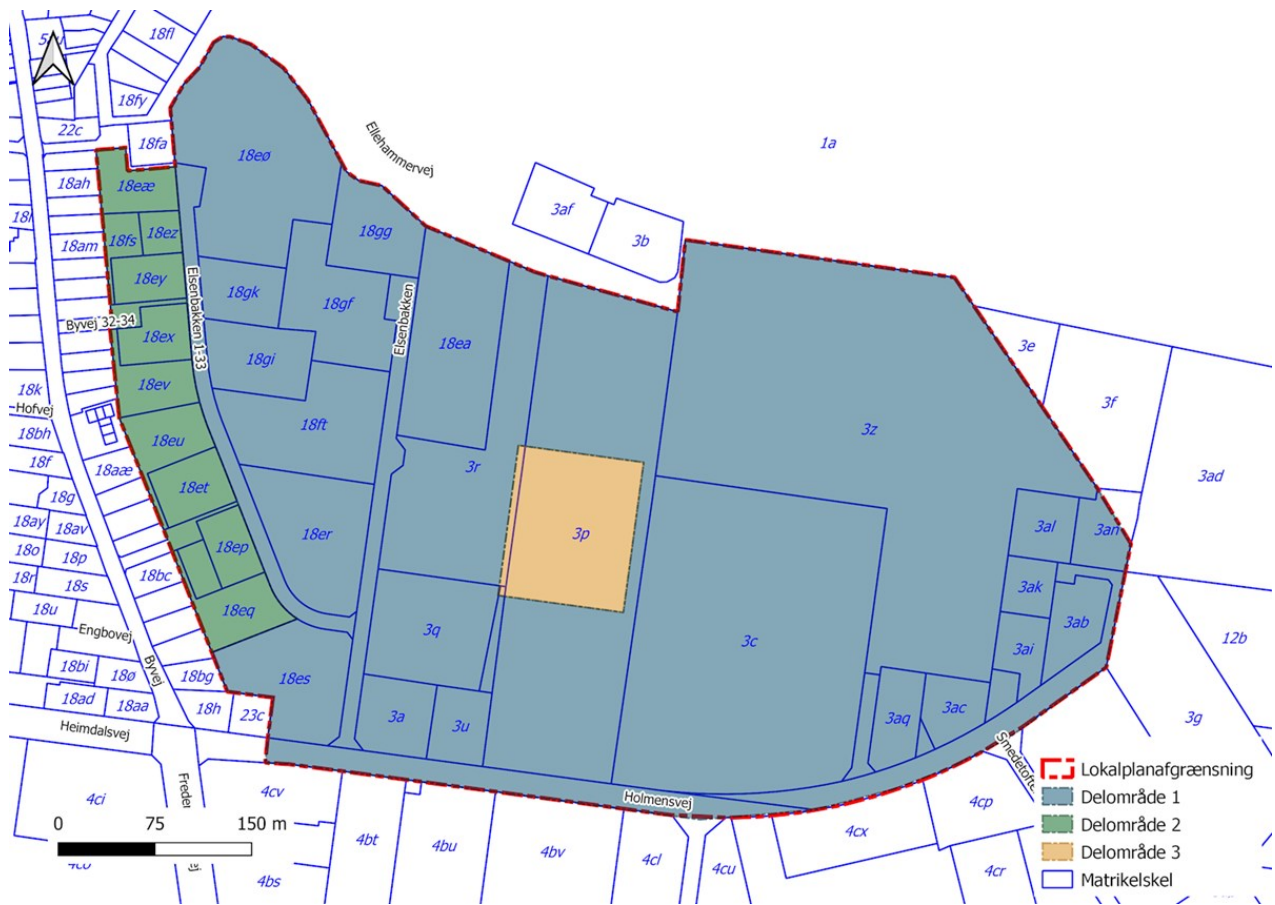 18fl
18fy
22c
18fa
Ellehammervej
1a
18eø
18ah
18eæ
3af
3b
18gg
18fs
18ez
18am
18ey
Elsenbakken 1-33
18gk
18gf
Elsenbakken
Byvej 32-34
18ex
18ea
3e
18gi
18ev
3f
18k
Hofvej
18ft
3z
18bh
18eu
3r
18f
18aæ
18et
3ad
18g
18ay
18av
18er
3p
3al
3an
18o
18p
18ep
18r
18s
18bc
3ak
18u
18eq
3q
3c
3ab
12b
Engbovej
3ai
18bi
18ø
Byvej
18bg
18es
18ad
18aa
18h
23c
3a
3u
3aq
3ac
3g
Heimdalsvej
Smedetofte
Lokalplanafgrænsning
4ci
Freder
4cv
Holmensvej
Delområde 1
0 75 150 m
4cp
Delområde 2
4bt
4bu
4bv
4cl
4cu
4cx
Delområde 3
4bs
4cr
Matrikelskel